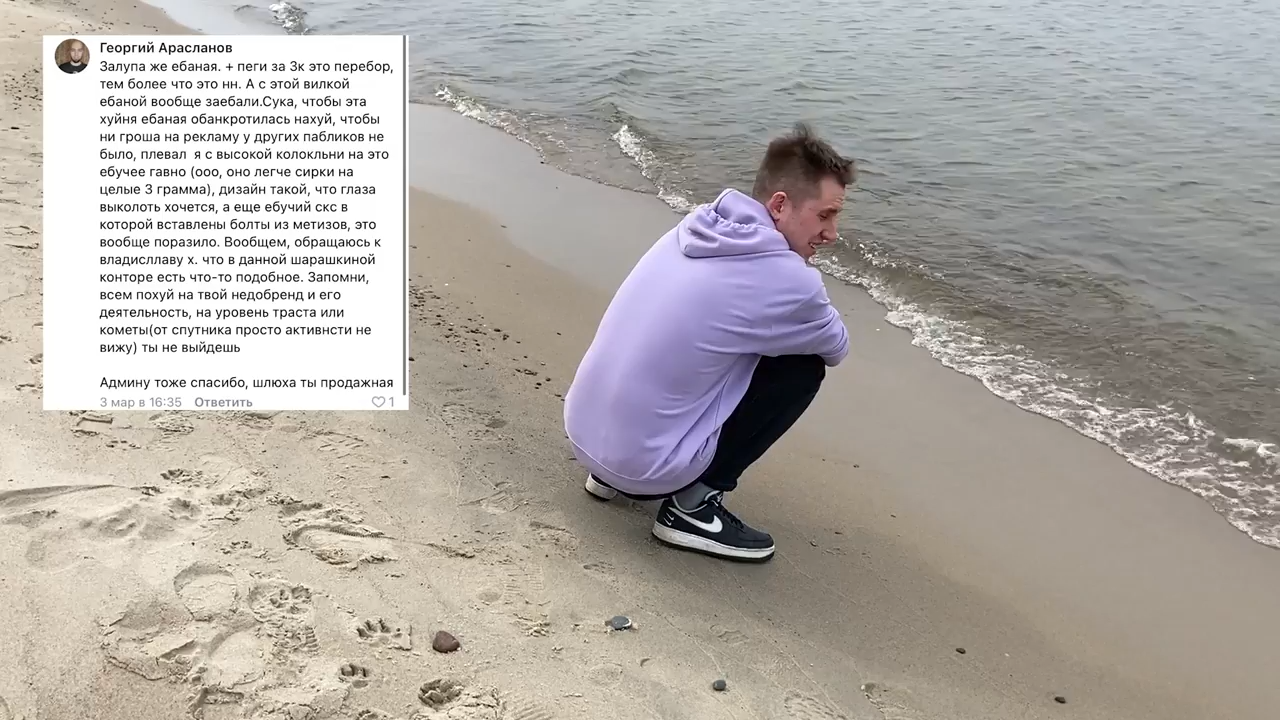 Георгий Арасланов
Залупа же ебаная. + пеги за 3к это перебор,
тем более что это нн. А с этой вилкой
ебаной вообще заебали.Сука, чтобы эта
хуйня ебаная обанкротилась нахуй, чтобы
ни гроша на рекламу у других пабликов не
было, плевал я с высокой колокльни на это
ебучее гавно (ооо, оно легче сирки на
целые 3 грамма), дизайн такой, что глаза
выколоть хочется, а еще ебучий скс в
которой вставлены болты из метизов, это
вообще поразило. Вообщем, обращаюсь к
владисллаву х. что в данной шарашкиной
конторе есть что-то подобное. Запомни,
всем похуй на твой недобренд и его
деятельность, на уровень траста или
кометы(от спутника просто активнсти не
вижу) ты не выйдешь
Админу тоже спасибо, шлюха ты продажная
3 мар в 16:35 Ответить 1